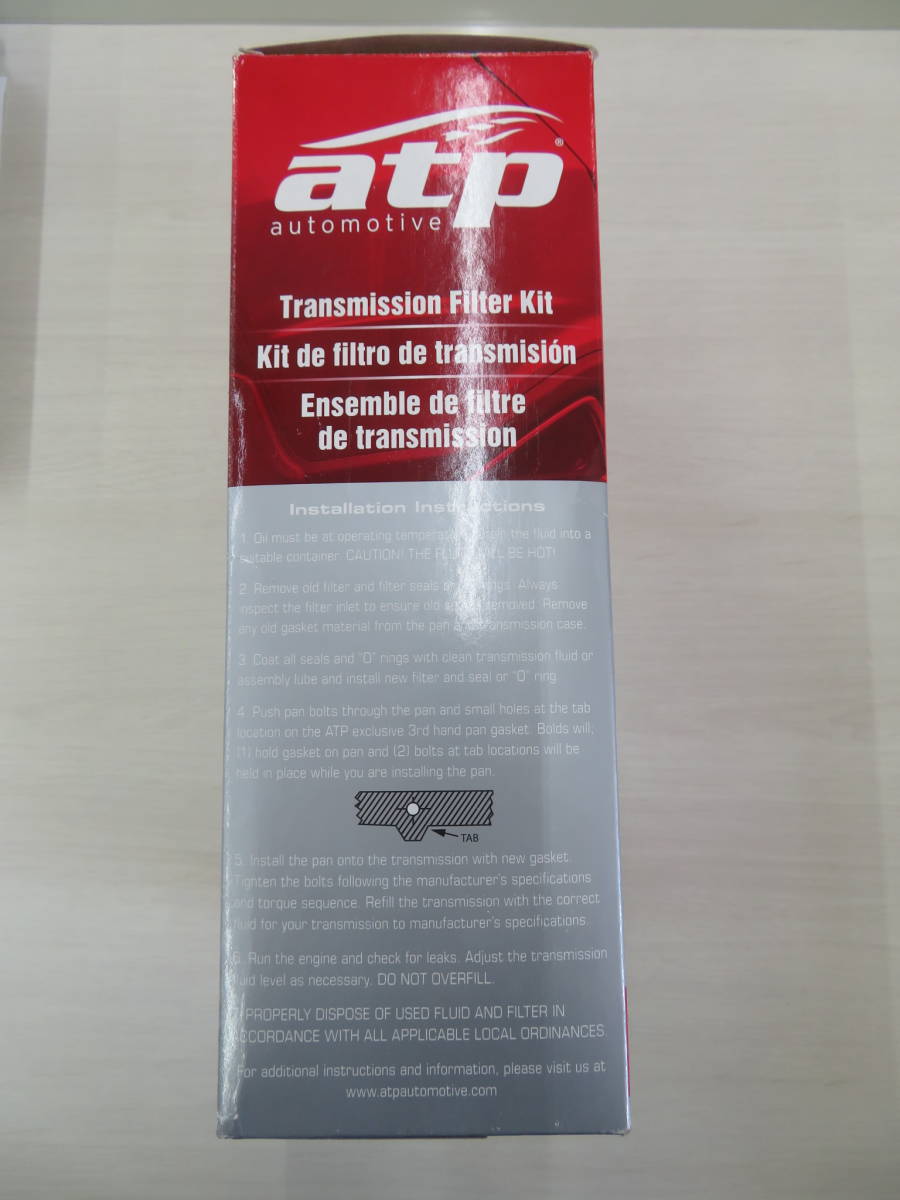 atp®
automotive
Transmission Filter Kit
Kit de filtro de transmisión
Ensemble de filtre
de transmission
Installation Instructions
1. Oil must be at operating temperature. the fluid into a
suitable container. CAUTION! THE FLUID WILL BE HOT!
2. Remove old filter and filter seals or rings. Always
inspect the filter inlet to ensure old removed. Remove
any old gasket material from the pan and transmission case.
3. Coat all seals and "O" rings with clean transmission fluid or
assembly lube and install new filter and seal or "O" ring.
4. Push pan bolts through the pan and small holes at the tab
location on the ATP exclusive 3rd hand pan gasket. Bolds will,
(1) hold gasket on pan and (2) bolts at tab locations will be
held in place while you are installing the pan.
TAB
5. Install the pan onto the transmission with new gasket.
Tighten the bolts following the manufacturer's specifications
and torque sequence. Refill the transmission with the correct
fluid for your transmission to manufacturer's specifications.
6. Run the engine and check for leaks. Adjust the transmission
fluid level as necessary. DO NOT OVERFILL.
7. PROPERLY DISPOSE OF USED FLUID AND FILTER IN
ACCORDANCE WITH ALL APPLICABLE LOCAL ORDINANCES.
For additional instructions and information, please visit us at
www.atpautomotive.com